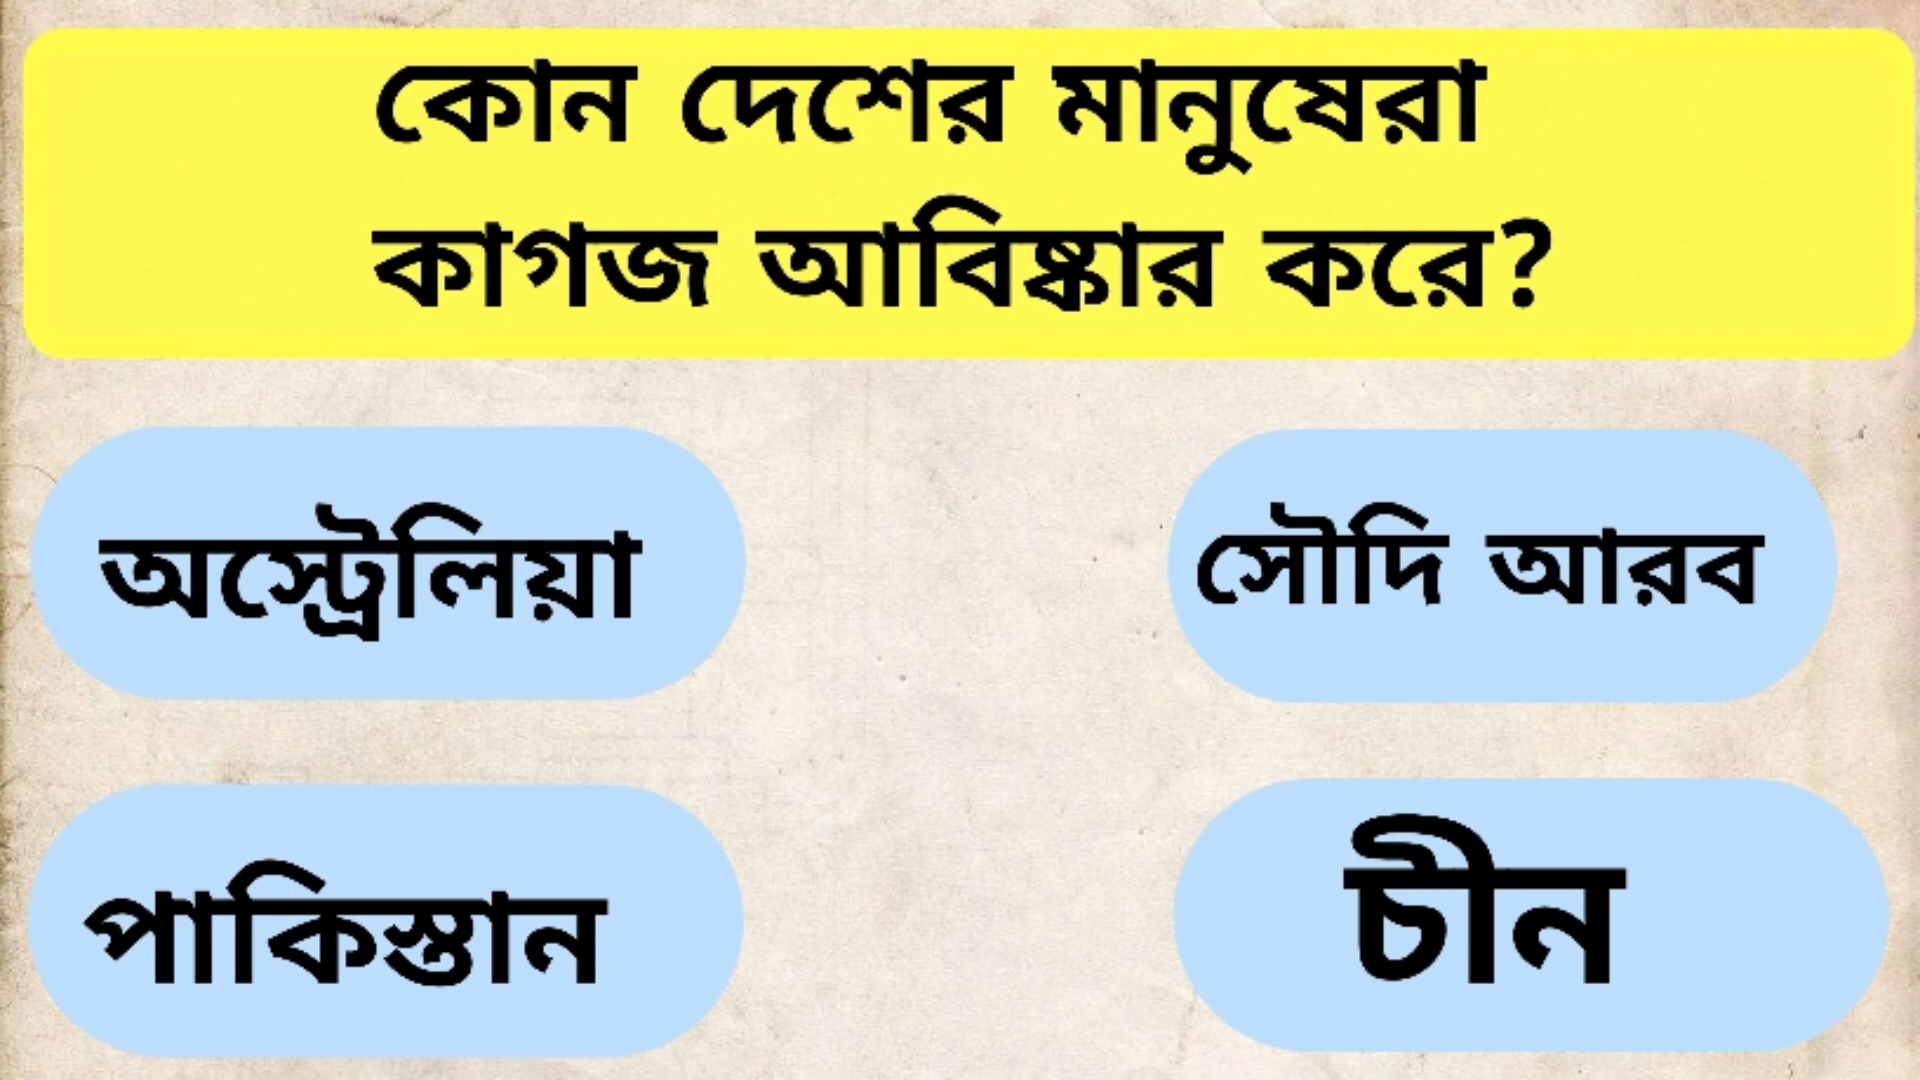 কোন দেশের মানুষেরা
কাগজ আবিষ্কার করে?
অস্ট্রেলিয়া
সৌদি আরব
পাকিস্তান
চীন